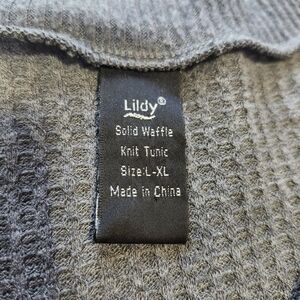 Lildy®
Solid Waffle
Knit Tunic
Size:L-XL
Made in China